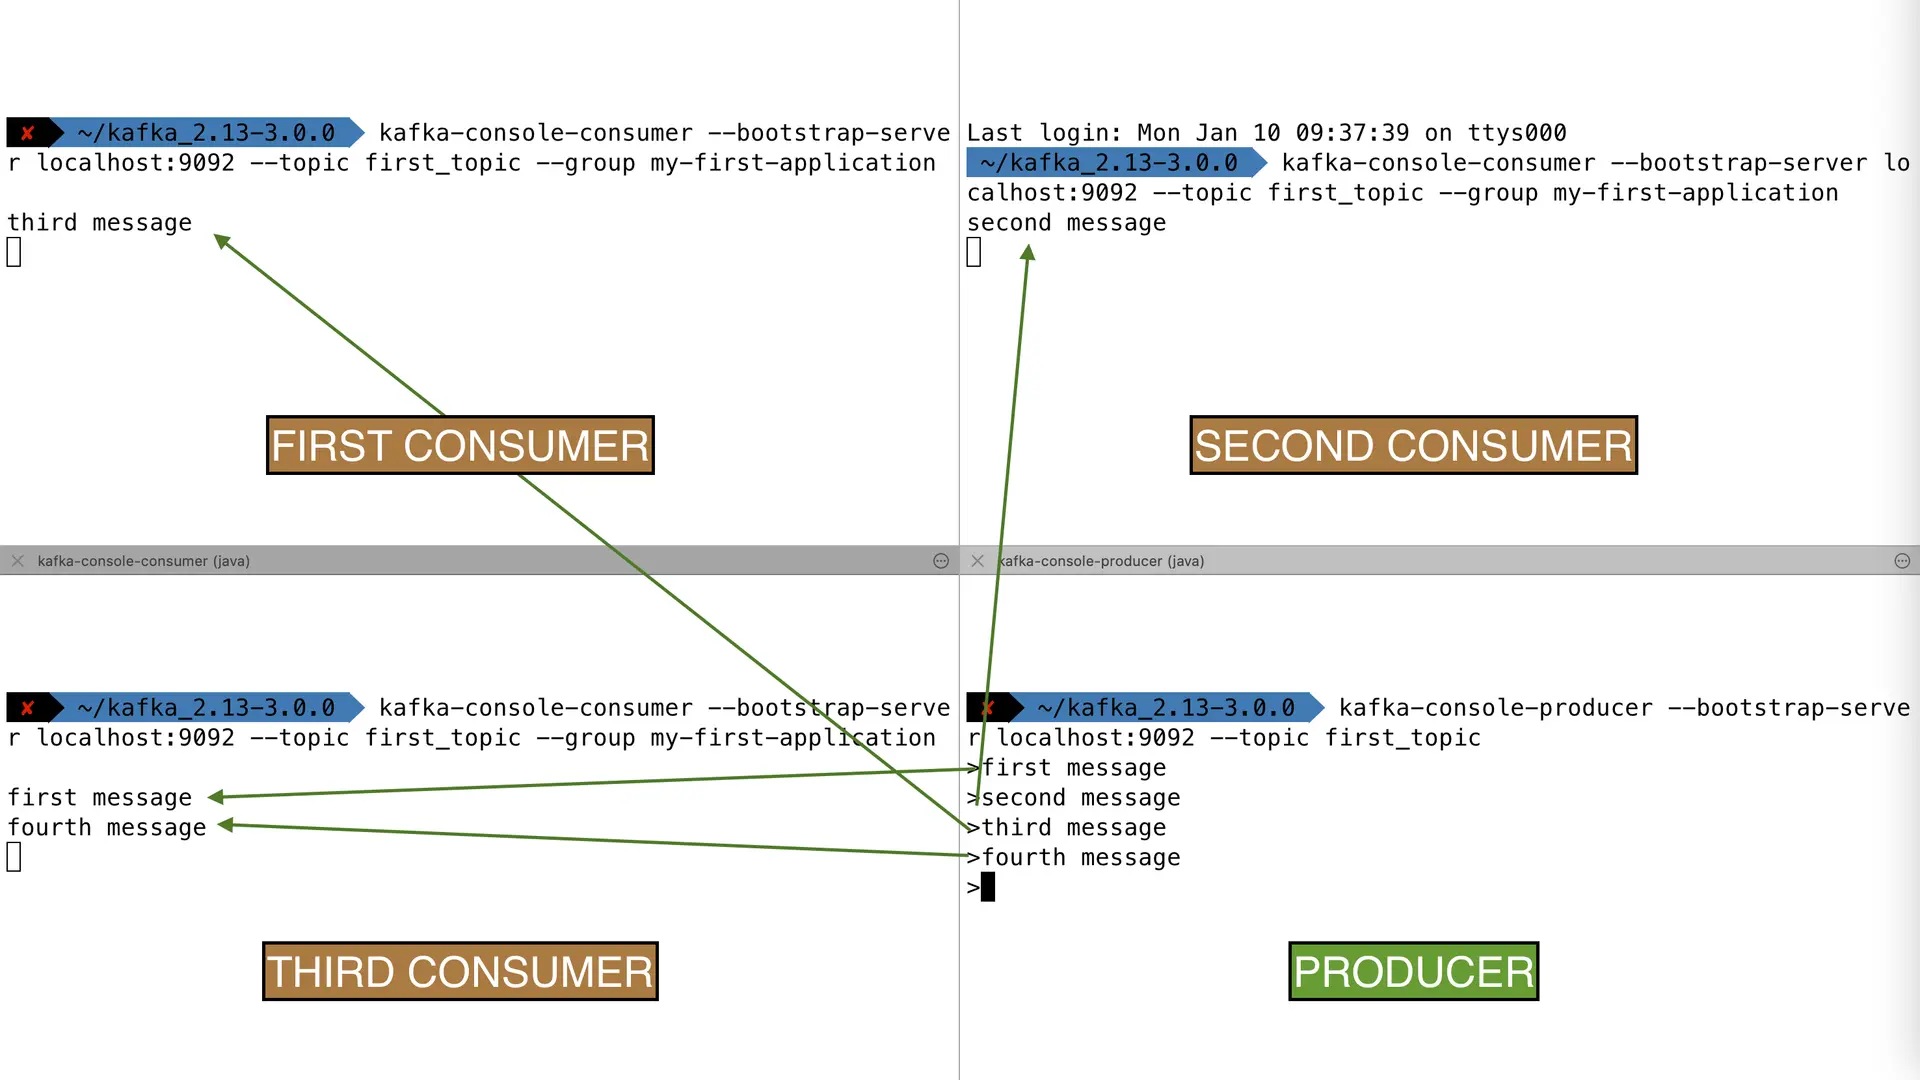 ✘ ~/kafka_2.13-3.0.0 kafka-console-consumer --bootstrap-serve
r localhost:9092 --topic first_topic --group my-first-application
third message
FIRST CONSUMER
Last login: Mon Jan 10 09:37:39 on ttys000
~/kafka_2.13-3.0.0 kafka-console-consumer --bootstrap-server lo
calhost:9092 --topic first_topic --group my-first-application
second message
SECOND CONSUMER
kafka-console-consumer (java)
✘ ~/kafka_2.13-3.0.0 kafka-console-consumer --bootstrap-serve
r localhost:9092 --topic first_topic --group my-first-application
first message
fourth message
THIRD CONSUMER
kafka-console-producer (java)
✘ ~/kafka_2.13-3.0.0 kafka-console-producer --bootstrap-serve
r localhost:9092 --topic first_topic
>first message
>second message
>third message
>fourth message
>
PRODUCER